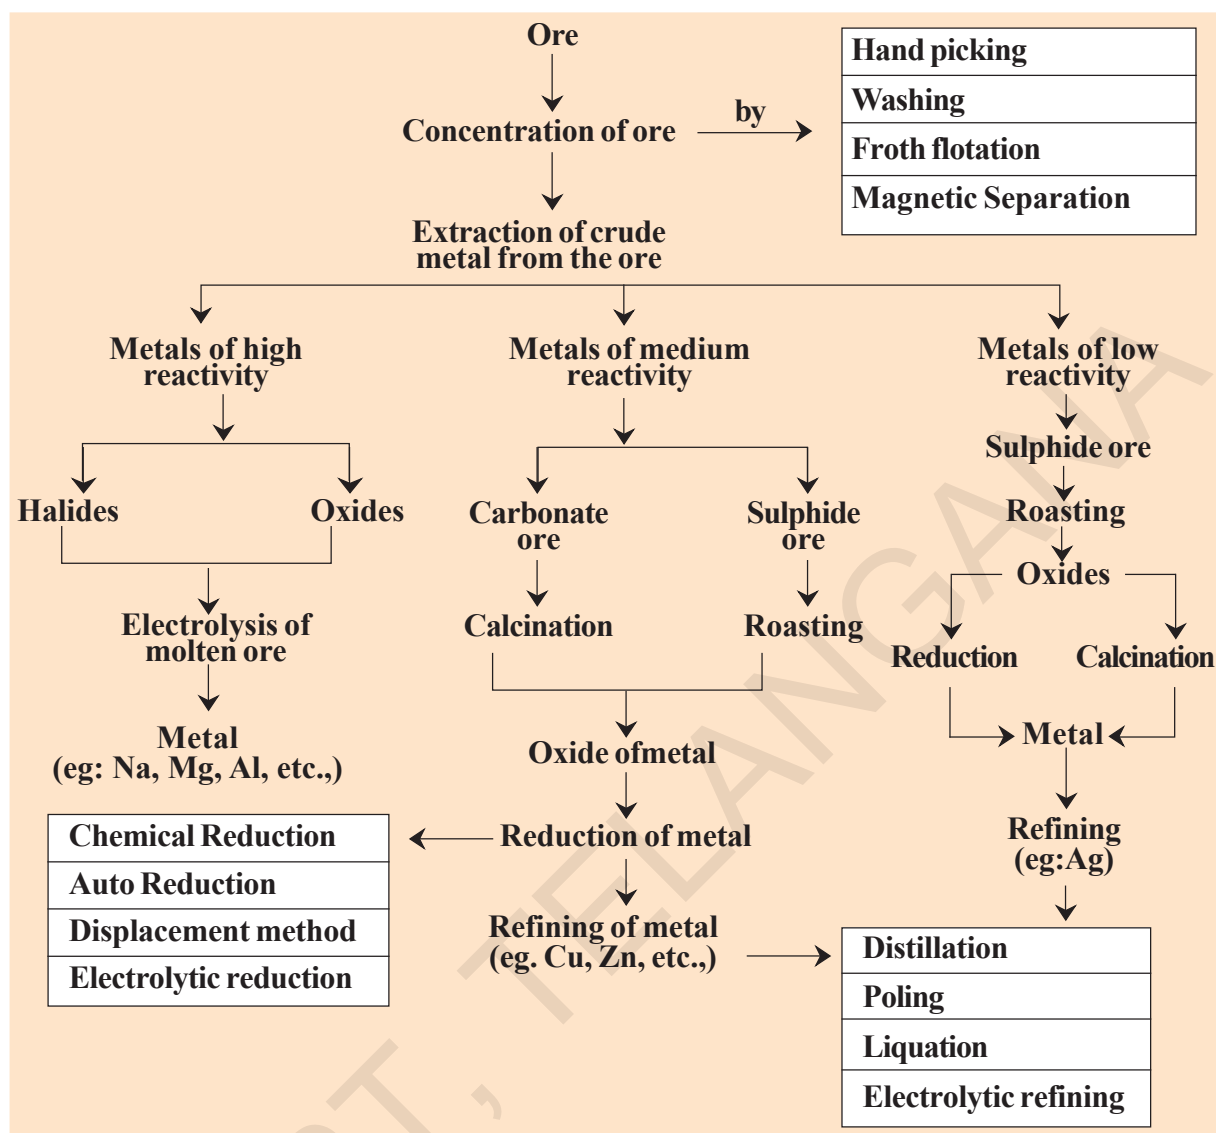 Ore
Concentration of ore
by
Hand picking
Washing
Froth flotation
Magnetic Separation
Extraction of crude
metal from the ore
Metals of high
reactivity
Metals of medium
reactivity
Metals of low
reactivity
Halides
Oxides
Carbonate
ore
Sulphide
ore
Sulphide ore
Roasting
Oxides
Electrolysis of
molten ore
Calcination
Roasting
Reduction
Calcination
Metal
(eg: Na, Mg, Al, etc.,)
Oxide ofmetal
Metal
Chemical Reduction
Auto Reduction
Displacement method
Electrolytic reduction
Reduction of metal
Refining
(eg:Ag)
Refining of metal
(eg. Cu, Zn, etc.,)
Distillation
Poling
Liquation
Electrolytic refining
RT, TELANGANA